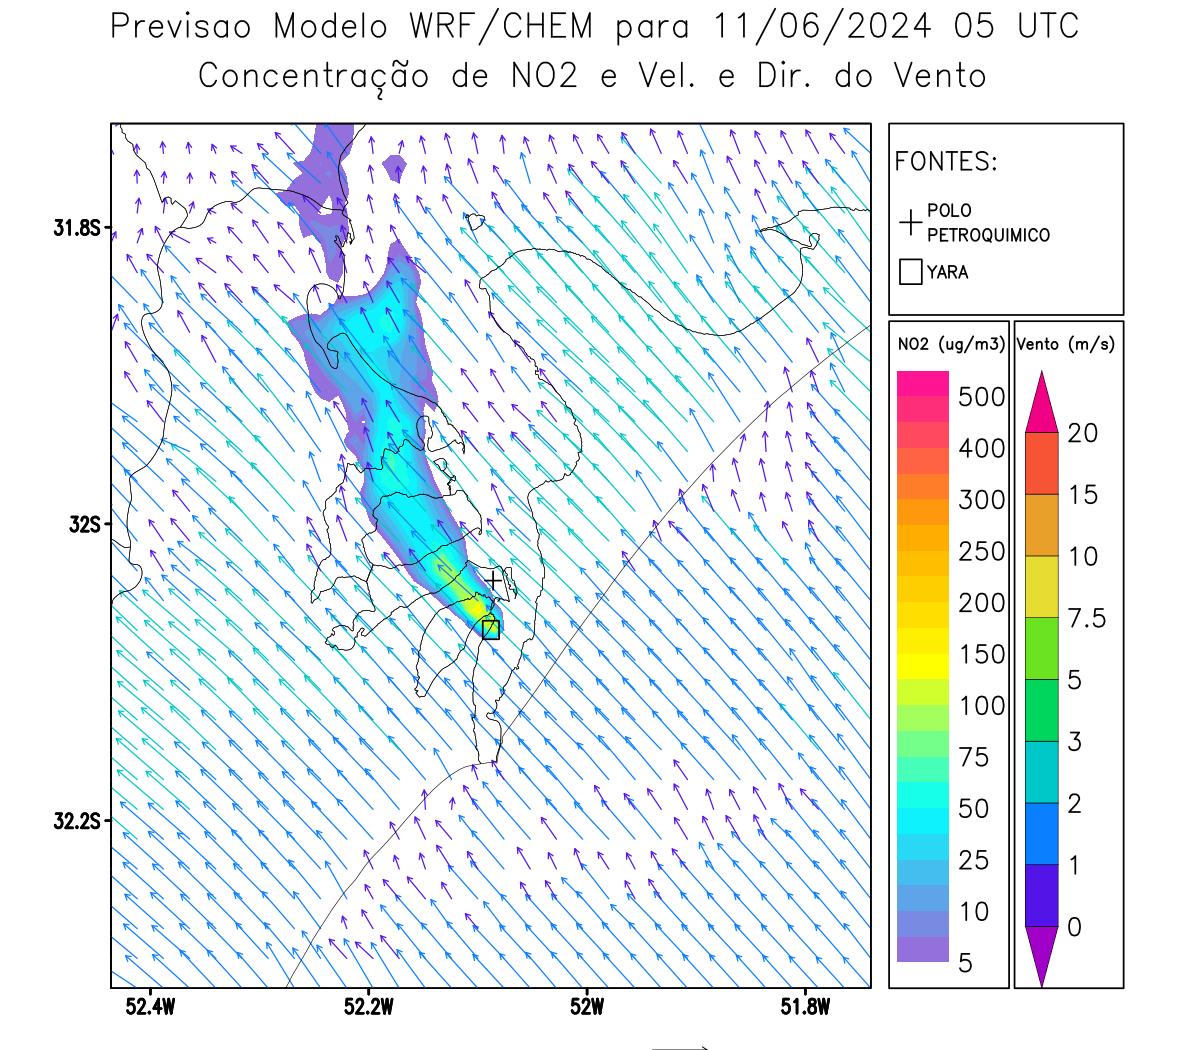 Previsao Modelo WRF/CHEM para 11/06/2024 05 UTC
Concentração de NO2 e Vel. e Dir. do Vento
31.8S
32S
32.2S
52.4W
52.2W
52W
51.8W
FONTES:
POLO
PETROQUIMICO
YARA
NO2 (ug/m3)
500
400
300
250
200
150
100
75
50
25
10
5
Vento (m/s)
20
15
10
7.5
5
3
2
1
0